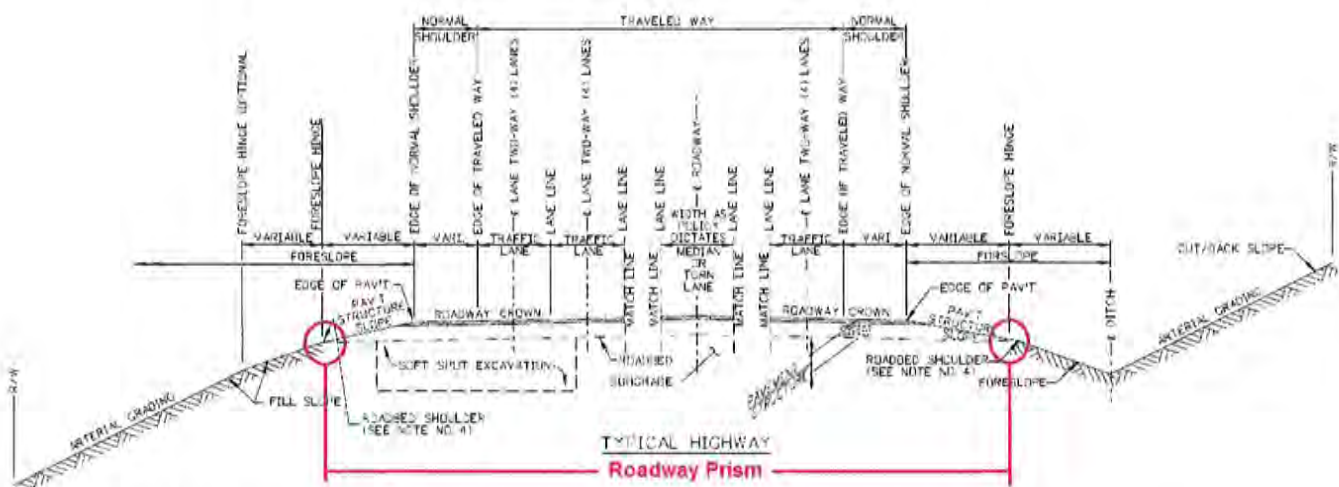 NORMAL
SHOULDER
TRAVELED WAY
NORMAL
SHOULDER
FORESLOPE HINGE (OPTIONAL
FORESLOPE HINGE
EDGE OF NORMAL SHOULDER
EDGE OF TRAVELED WAY
℄ LANE TWO-WAY (4) LANES
LANE LINE
℄ LANE TWO-WAY (4) LANES
LANE LINE
LANE LINE
℄ ROADWAY
LANE LINE
LANE LINE
℄ LANE TWO-WAY (4) LANES
EDGE OF TRAVELED WAY
EDGE OF NORMAL SHOULDER
FORESLOPE HINGE
R/W
VARIABLE
VARIABLE
VARI.
TRAFFIC
LANE
TRAFFIC
LANE
WIDTH AS
POLICY
DICTATES
MEDIAN
OR
TURN
LANE
TRAFFIC
LANE
VARI
VARIABLE
VARIABLE
FORESLOPE
FORSLOPE
CUT/BACK SLOPE
EDGE OF PAV'T
MATCH LINE
MATCH LINE
MATCH LINE
MATCH LINE
EDGE OF PAV'T
℄ DITCH
PAV'T
STRUCTURE
SLOPE
ROADWAY CROWN
ROADWAY CROWN
PAV'T
STRUCTURE
SLOPE
ARTERIAL GRADING
SOFT SPOT EXCAVATION
ROADBED
SUBGRADE
PAVEMENT
STRUCTURE
ROADBED SHOULDER
(SEE NOTE NO. 4)
FORESLOPE
R/W
ARTERIAL GRADING
FILL SLOPE
ROADBED SHOULDER
(SEE NOTE NO. 4)
TYPICAL HIGHWAY
Roadway Prism